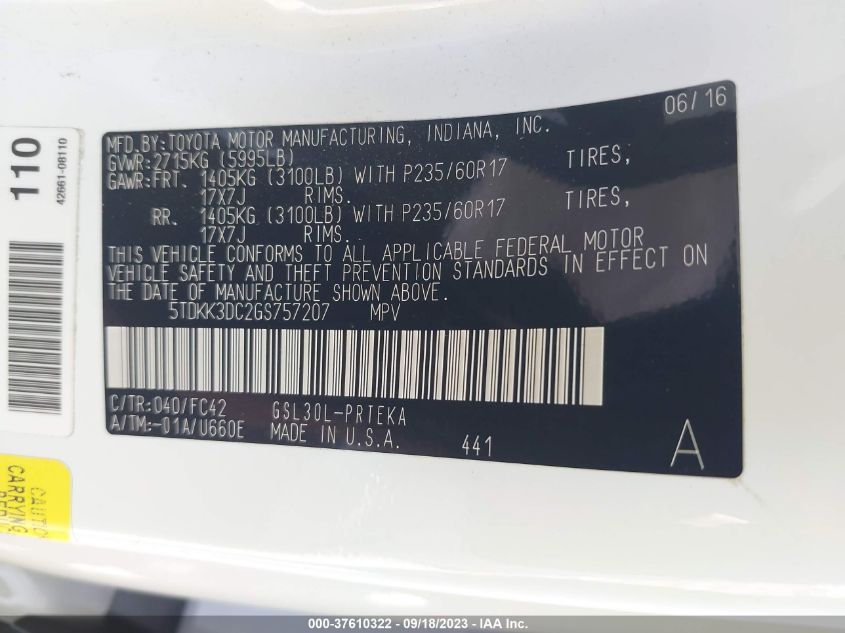 06/16
MFD.BY:TOYOTA MOTOR MANUFACTURING, INDIANA, INC.
GVWR:2715KG (5995LB)
GAWR:FRT. 1405KG (3100LB) WITH P235/60R17 TIRES,
17X7J RIMS.
RR. 1405KG (3100LB) WITH P235/60R17 TIRES,
17X7J RIMS.
THIS VEHICLE CONFORMS TO ALL APPLICABLE FEDERAL MOTOR
VEHICLE SAFETY AND THEFT PREVENTION STANDARDS IN EFFECT ON
THE DATE OF MANUFACTURE SHOWN ABOVE.
5TDKK3DC2GS757207 MPV
C/TR:040/FC42 GSL30L-PRTEKA
A/TM:-01A/U660E MADE IN U.S.A. 441
A
110
42661-08110
CARRYING
000-37610322 - 09/18/2023 - IAA Inc.